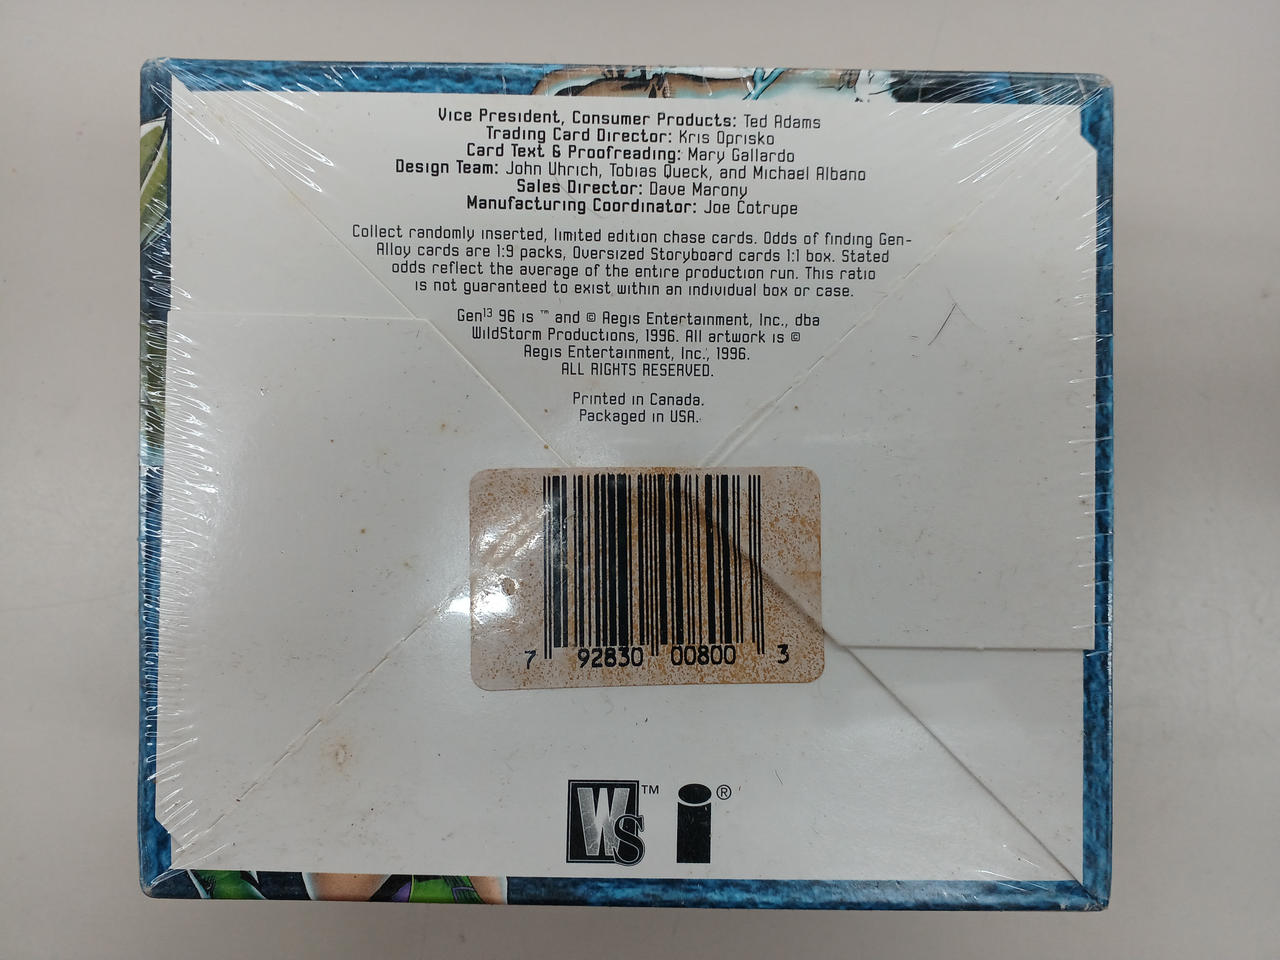 Vice President, Consumer Products: Ted Adams
Trading Card Director: Kris Oprisko
Card Text & Proofreading: Mary Gallardo
Design Team: John Uhrich, Tobias Queck, and Michael Albano
Sales Director: Dave Marony
Manufacturing Coordinator: Joe Cotrupe
Collect randomly inserted, limited edition chase cards. Odds of finding Gen-
Alloy cards are 1:9 packs, Oversized Storyboard cards 1:1 box. Stated
odds reflect the average of the entire production run. This ratio
is not guaranteed to exist within an individual box or case.
Gen¹³ 96 is ™ and © Aegis Entertainment, Inc., dba
WildStorm Productions, 1996. All artwork is ©
Aegis Entertainment, Inc., 1996.
ALL RIGHTS RESERVED.
Printed in Canada.
Packaged in USA.
7 92830 00800 3
WS™ i®